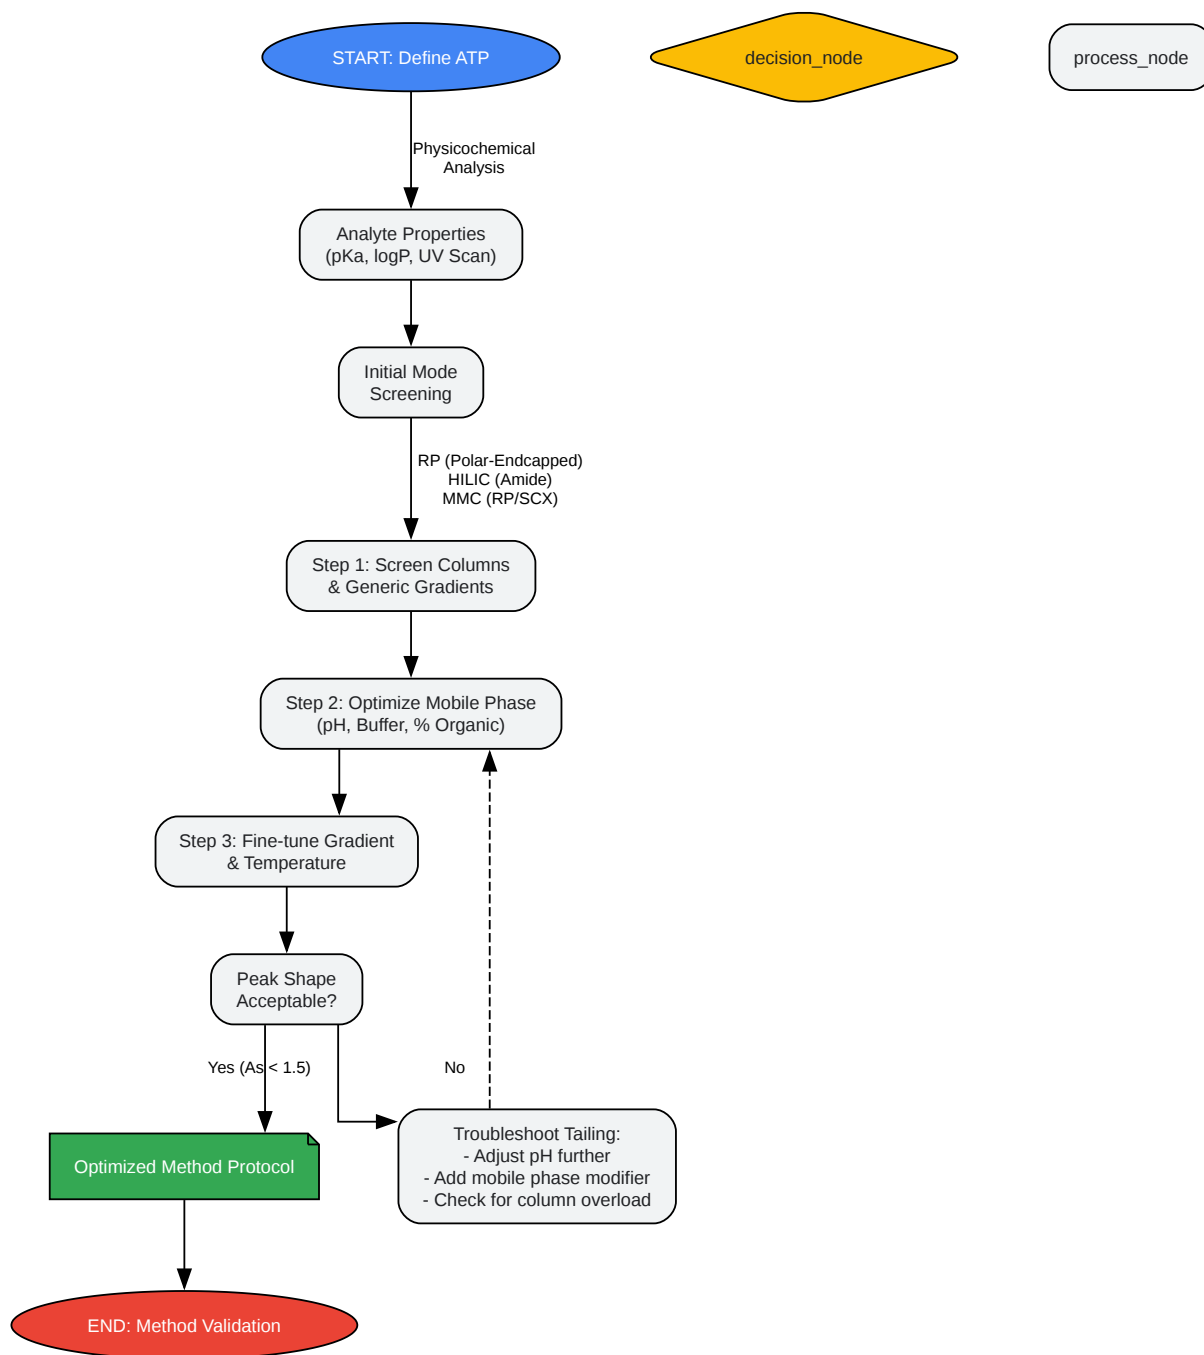 START: Define ATP
decision_node
process_node
Physicochemical
Analysis
Analyte Properties
(pKa, logP, UV Scan)
Initial Mode
Screening
RP (Polar-Endcapped)
HILIC (Amide)
MMC (RP/SCX)
Step 1: Screen Columns
& Generic Gradients
Step 2: Optimize Mobile Phase
(pH, Buffer, % Organic)
Step 3: Fine-tune Gradient
& Temperature
Peak Shape
Acceptable?
Yes (As < 1.5)
No
Troubleshoot Tailing:
- Adjust pH further
- Add mobile phase modifier
- Check for column overload
Optimized Method Protocol
END: Method Validation